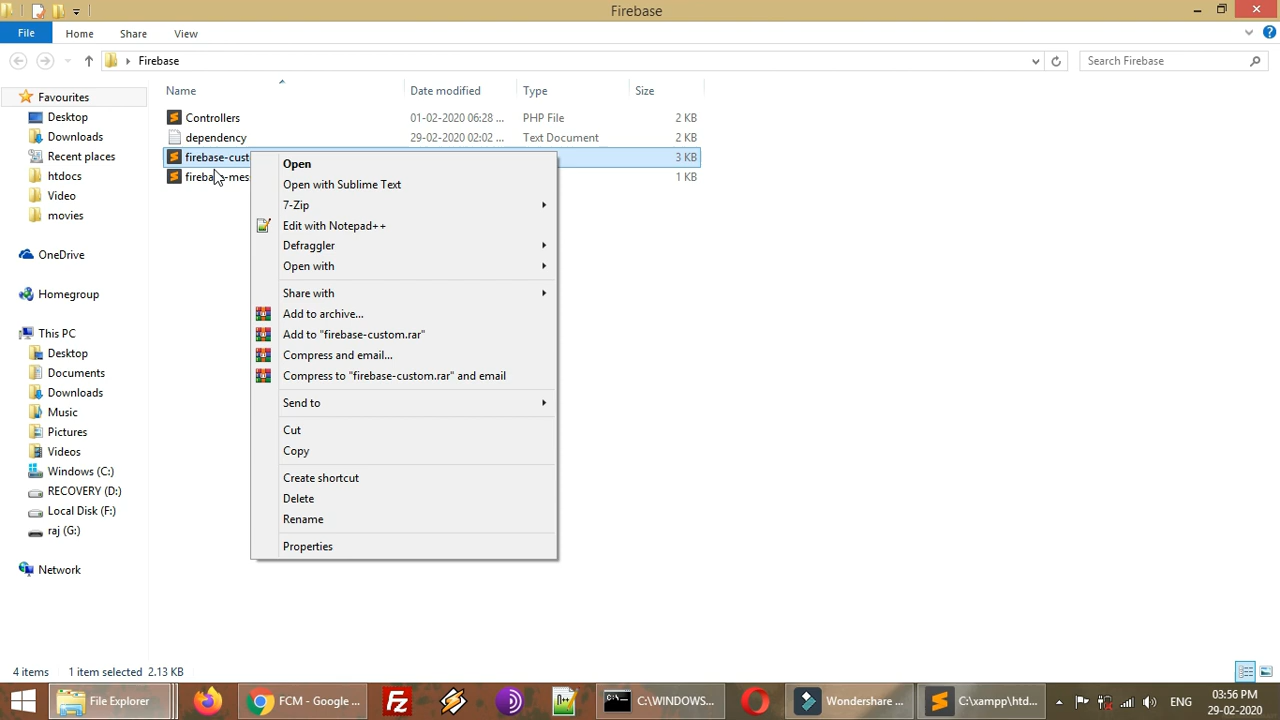 Firebase
File Home Share View
Firebase
Search Firebase
Name Date modified Type Size
Favourites
Desktop
Downloads
Recent places
htdocs
Video
movies
OneDrive
Homegroup
This PC
Desktop
Documents
Downloads
Music
Pictures
Videos
Windows (C:)
RECOVERY (D:)
Local Disk (F:)
raj (G:)
Network
Controllers 01-02-2020 06:28 ... PHP File 2 KB
dependency 29-02-2020 02:02 ... Text Document 2 KB
firebase-cust 3 KB
firebase-mes 1 KB
Open
Open with Sublime Text
7-Zip
Edit with Notepad++
Defraggler
Open with
Share with
Add to archive...
Add to "firebase-custom.rar"
Compress and email...
Compress to "firebase-custom.rar" and email
Send to
Cut
Copy
Create shortcut
Delete
Rename
Properties
4 items 1 item selected 2.13 KB
File Explorer FCM - Google ... C:\WINDOWS... Wondershare ... C:\xampp\htd... ENG 03:56 PM
29-02-2020